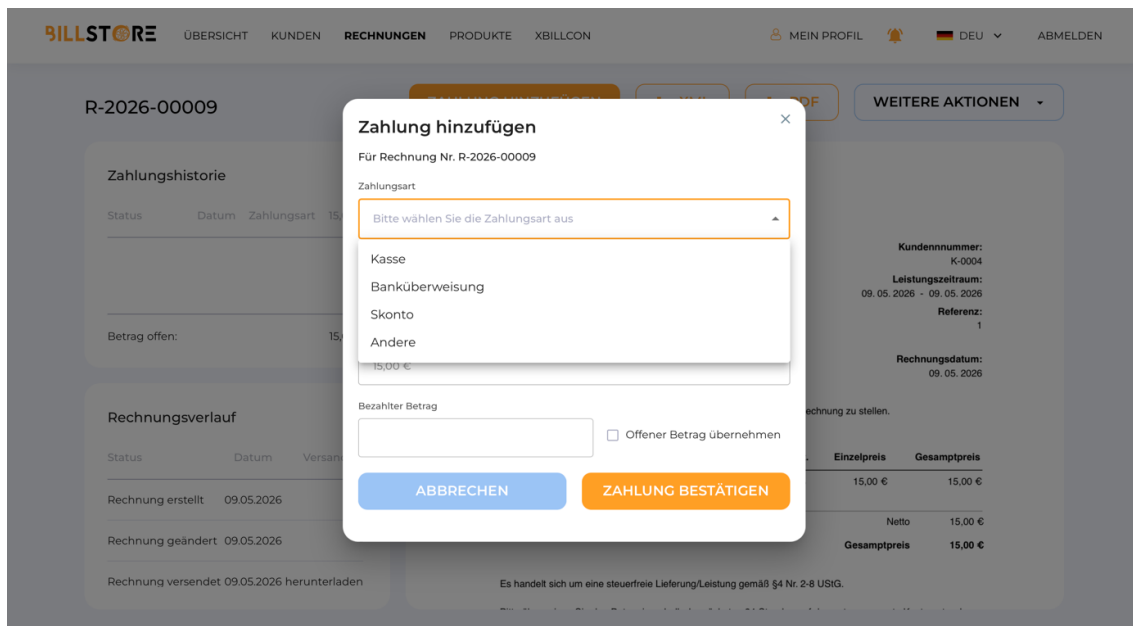 BILLSTORE ÜBERSICHT KUNDEN RECHNUNGEN PRODUKTE XBILLCON MEIN PROFIL DEU ABMELDEN
R-2026-00009
ZAHLUNG HINZUFÜGEN XML PDF WEITERE AKTIONEN
Zahlungshistorie
Status Datum Zahlungsart
Betrag offen:
Rechnungsverlauf
Status Datum
Rechnung erstellt 09.05.2026
Rechnung geändert 09.05.2026
Rechnung versendet 09.05.2026 herunterladen
Zahlung hinzufügen
Für Rechnung Nr. R-2026-00009
Zahlungsart
Bitte wählen Sie die Zahlungsart aus
Kasse
Banküberweisung
Skonto
Andere
15,00 €
Bezahlter Betrag
Offener Betrag übernehmen
ABBRECHEN ZAHLUNG BESTÄTIGEN
Kundennnummer:
K-0004
Leistungszeitraum:
09. 05. 2026 - 09. 05. 2026
Referenz:
1
Rechnungsdatum:
09. 05. 2026
zu stellen.
Einzelpreis Gesamtpreis
15,00 € 15,00 €
Netto 15,00 €
Gesamtpreis 15,00 €
Es handelt sich um eine steuerfreie Lieferung/Leistung gemäß §4 Nr. 2-8 UStG.